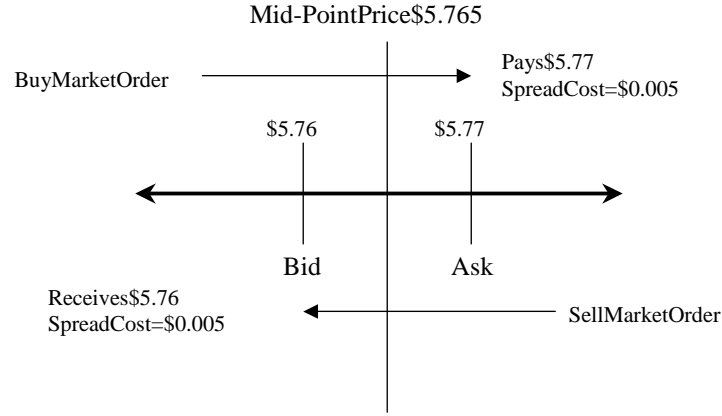 Mid-PointPrice$5.765
BuyMarketOrder
Pays$5.77
SpreadCost=$0.005
$5.76
$5.77
Bid
Ask
Receives$5.76
SpreadCost=$0.005
SellMarketOrder